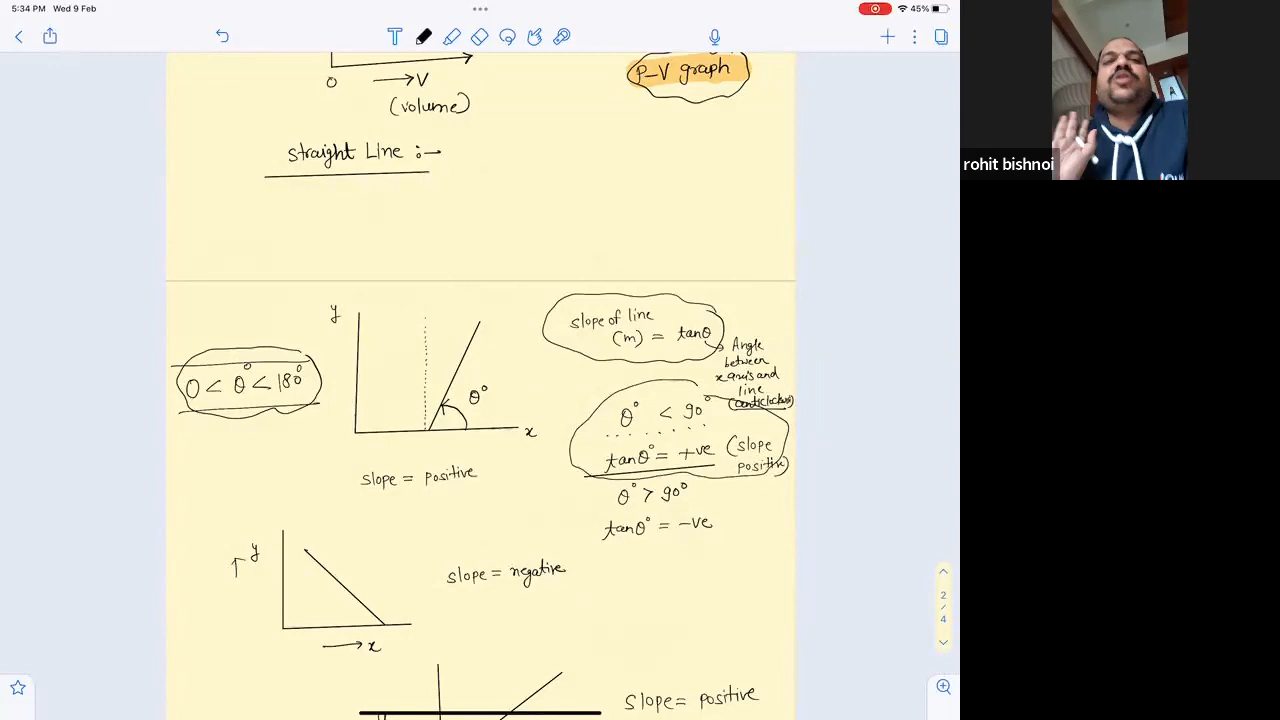 5:34 PM Wed 9 Feb
45%
T
P-V graph
O → V
(volume)
straight Line :-
rohit bishnoi
A
y
slope of line
(m) = tanθ
Angle
between
x axis and
line
0 < θ° < 180°
θ°
x
θ° < 90°
tanθ° = +ve (slope
positive)
slope = positive
θ° > 90°
tanθ° = -ve
↑ y
slope = negative
→ x
2
/
4
slope = positive